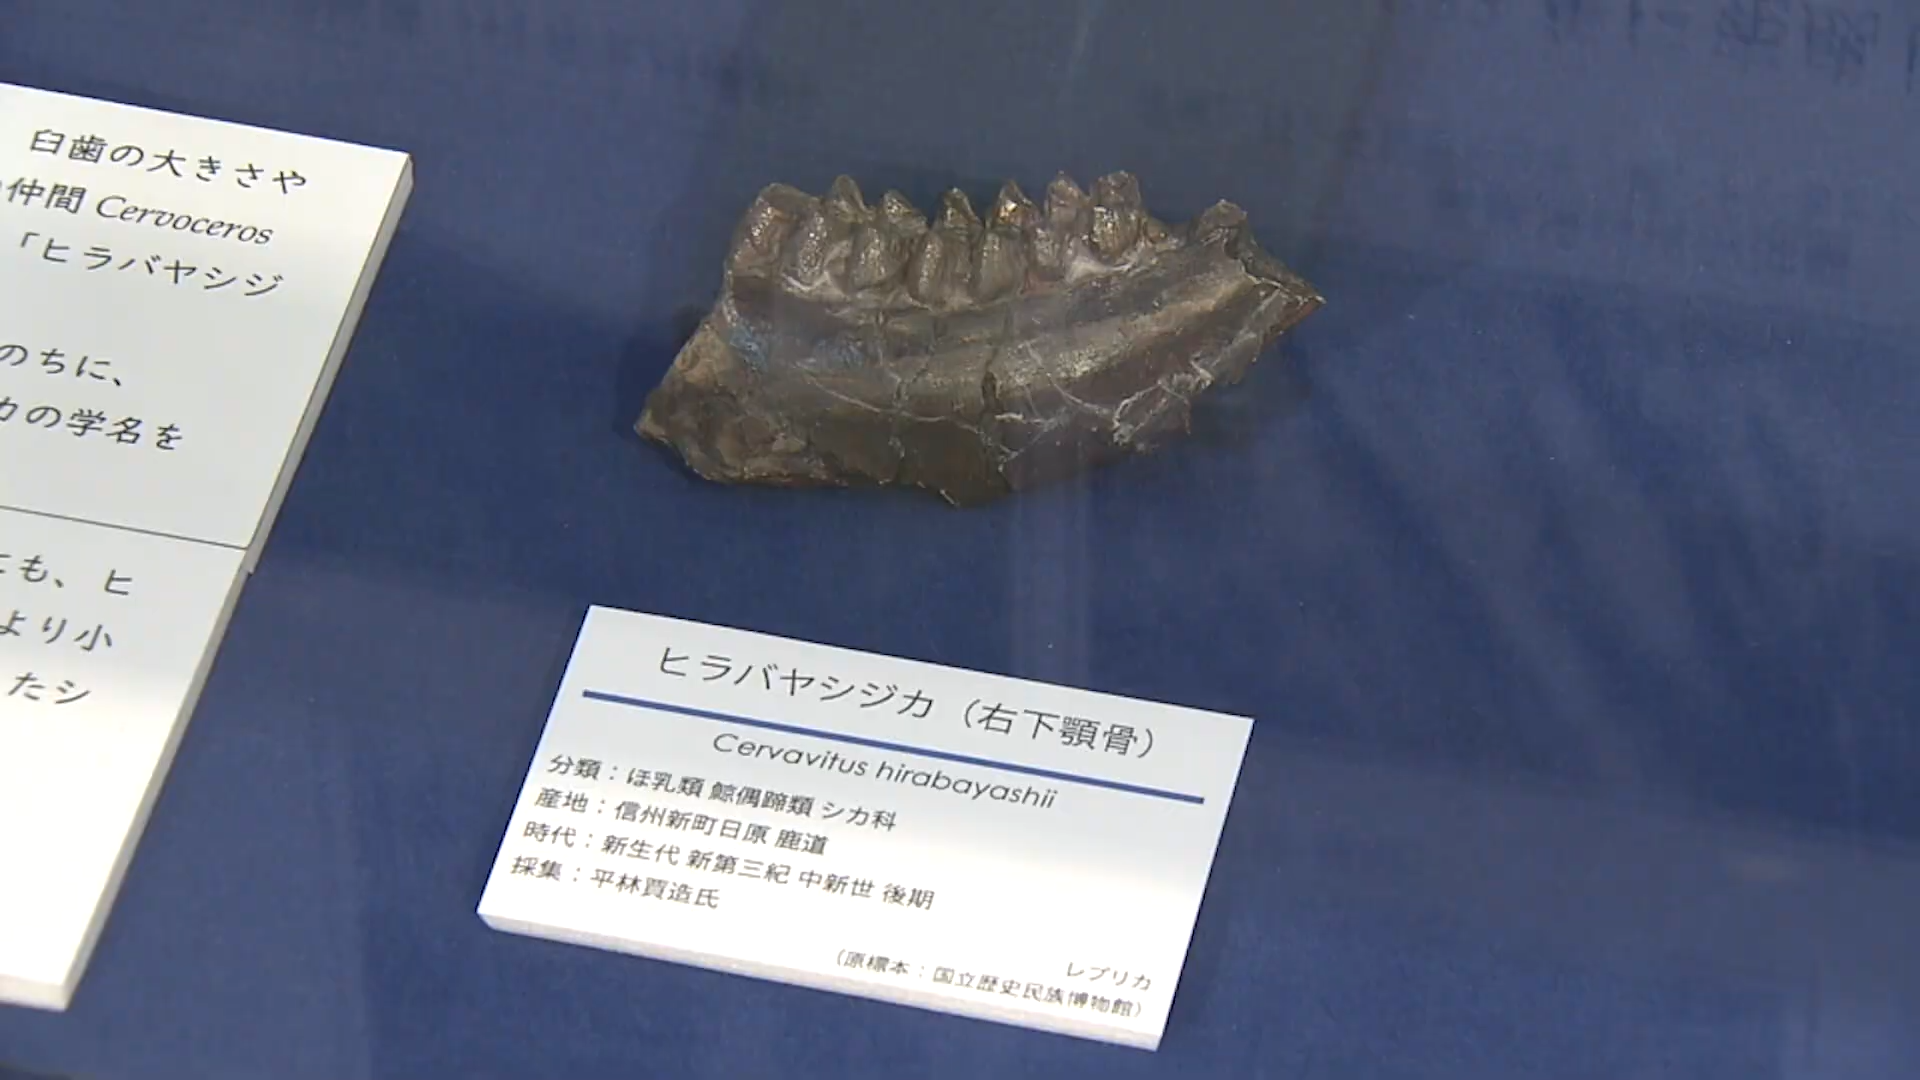 臼歯の大きさや
仲間 Cervoceros
「ヒラバヤシジ
のちに、
カの学名を
にも、ヒ
より小
たシ
ヒラバヤシジカ（右下顎骨）
Cervavitus hirabayashii
分類：ほ乳類 鯨偶蹄類 シカ科
産地：信州新町日原 鹿道
時代：新生代 新第三紀 中新世 後期
採集：平林買造氏
レプリカ
（原標本：国立歴史民族博物館）